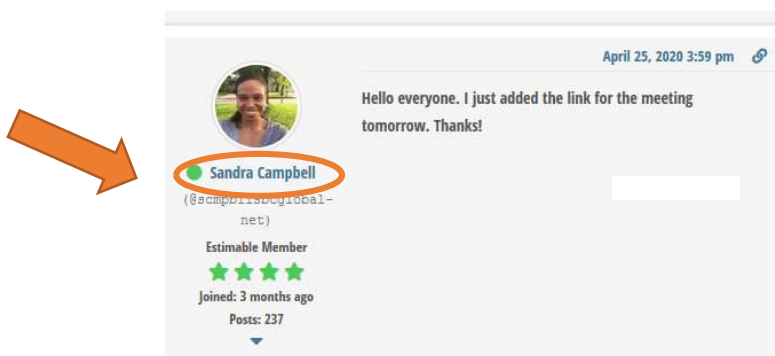 April 25, 2020 3:59 pm
Hello everyone. I just added the link for the meeting
tomorrow. Thanks!
Sandra Campbell
net)
Estimable Member
Joined: 3 months ago
Posts: 237